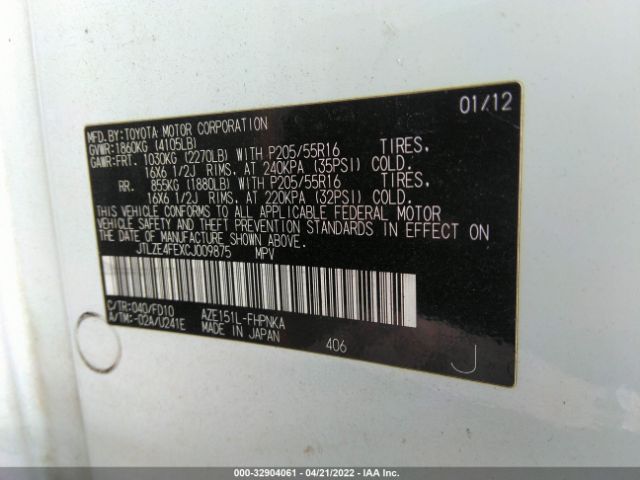 01/12
MFD.BY:TOYOTA MOTOR CORPORATION
GVWR:1860KG (4105LB)
GAWR:FRT. 1030KG (2270LB) WITH P205/55R16 TIRES,
16X6 1/2J RIMS, AT 240KPA (35PSI) COLD.
RR. 855KG (1880LB) WITH P205/55R16 TIRES,
16X6 1/2J RIMS, AT 220KPA (32PSI) COLD.
THIS VEHICLE CONFORMS TO ALL APPLICABLE FEDERAL MOTOR
VEHICLE SAFETY AND THEFT PREVENTION STANDARDS IN EFFECT ON
THE DATE OF MANUFACTURE SHOWN ABOVE.
JTLZE4FEXCJ009875 MPV
C/TR:040/FD10 AZE151L-FHPNKA
A/TM:-02A/U241E MADE IN JAPAN
406
J
000-32904061 - 04/21/2022 - IAA Inc.